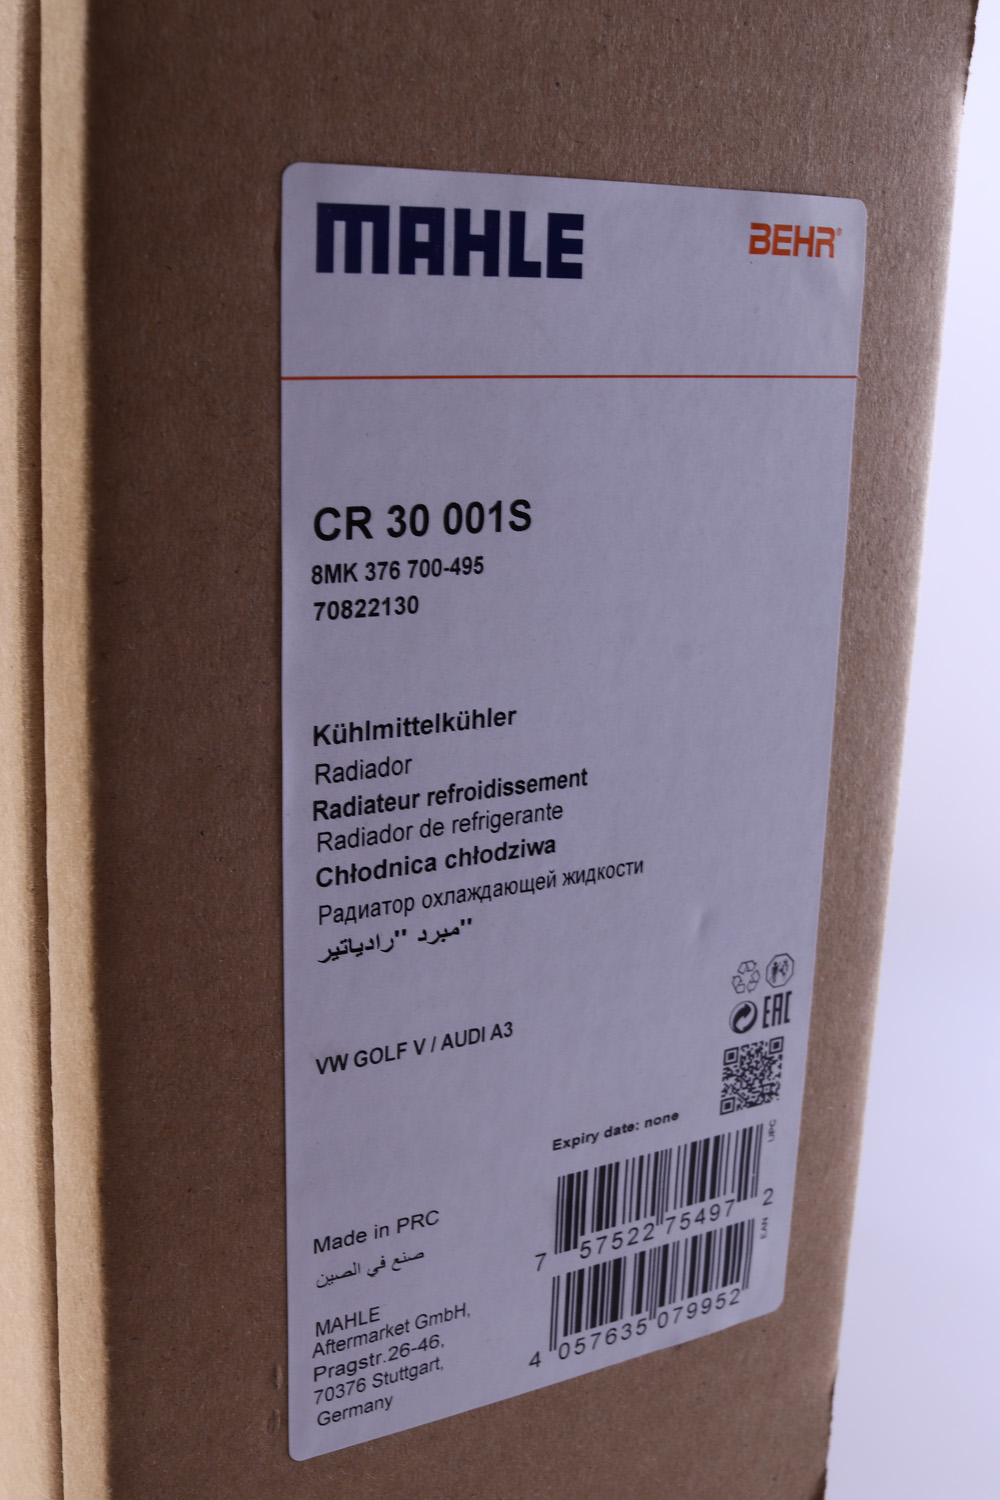 MAHLE
BEHR®
CR 30 001S
8MK 376 700-495
70822130
Kühlmittelkühler
Radiador
Radiateur refroidissement
Radiador de refrigerante
Chłodnica chłodziwa
Радиатор охлаждающей жидкости
مبرد "رادياتير"
VW GOLF V / AUDI A3
EAC
Expiry date: none
UPC
7 57522 75497 2
EAN
4 057635 079952
Made in PRC
صنع في الصين
MAHLE
Aftermarket GmbH,
Pragstr.26-46,
70376 Stuttgart,
Germany